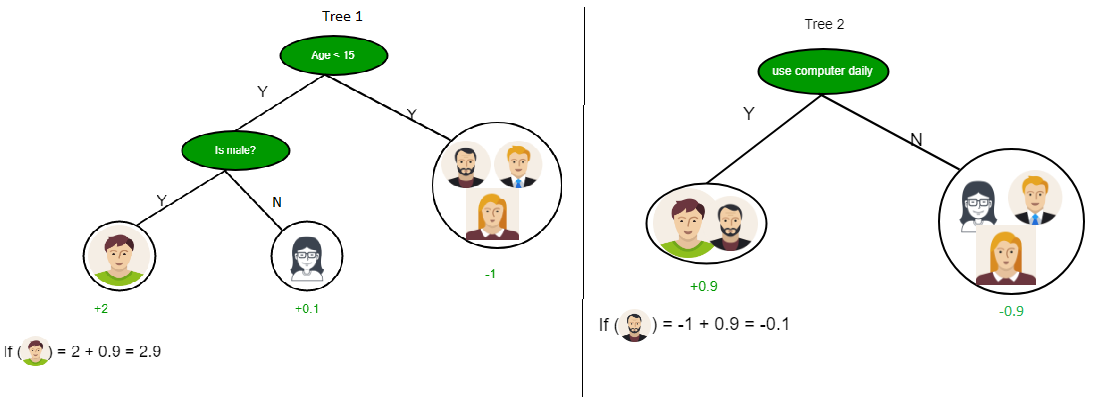 Tree 1
Age < 15
Y
Y
Is male?
Y
N
+2
+0.1
-1
If ( ) = 2 + 0.9 = 2.9
Tree 2
use computer daily
Y
N
+0.9
-0.9
If ( ) = -1 + 0.9 = -0.1